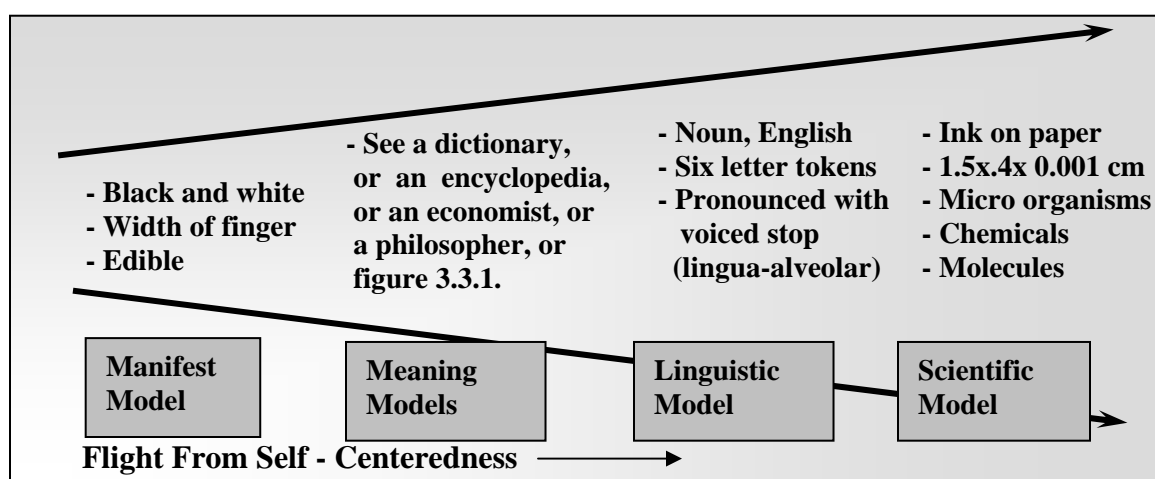 - Black and white
- Width of finger
- Edible
- See a dictionary,
or an encyclopedia,
or an economist, or
a philosopher, or
figure 3.3.1.
- Noun, English
- Six letter tokens
- Pronounced with
voiced stop
(lingua-alveolar)
- Ink on paper
- 1.5x.4x 0.001 cm
- Micro organisms
- Chemicals
- Molecules
Manifest
Model
Meaning
Models
Linguistic
Model
Scientific
Model
Flight From Self - Centeredness